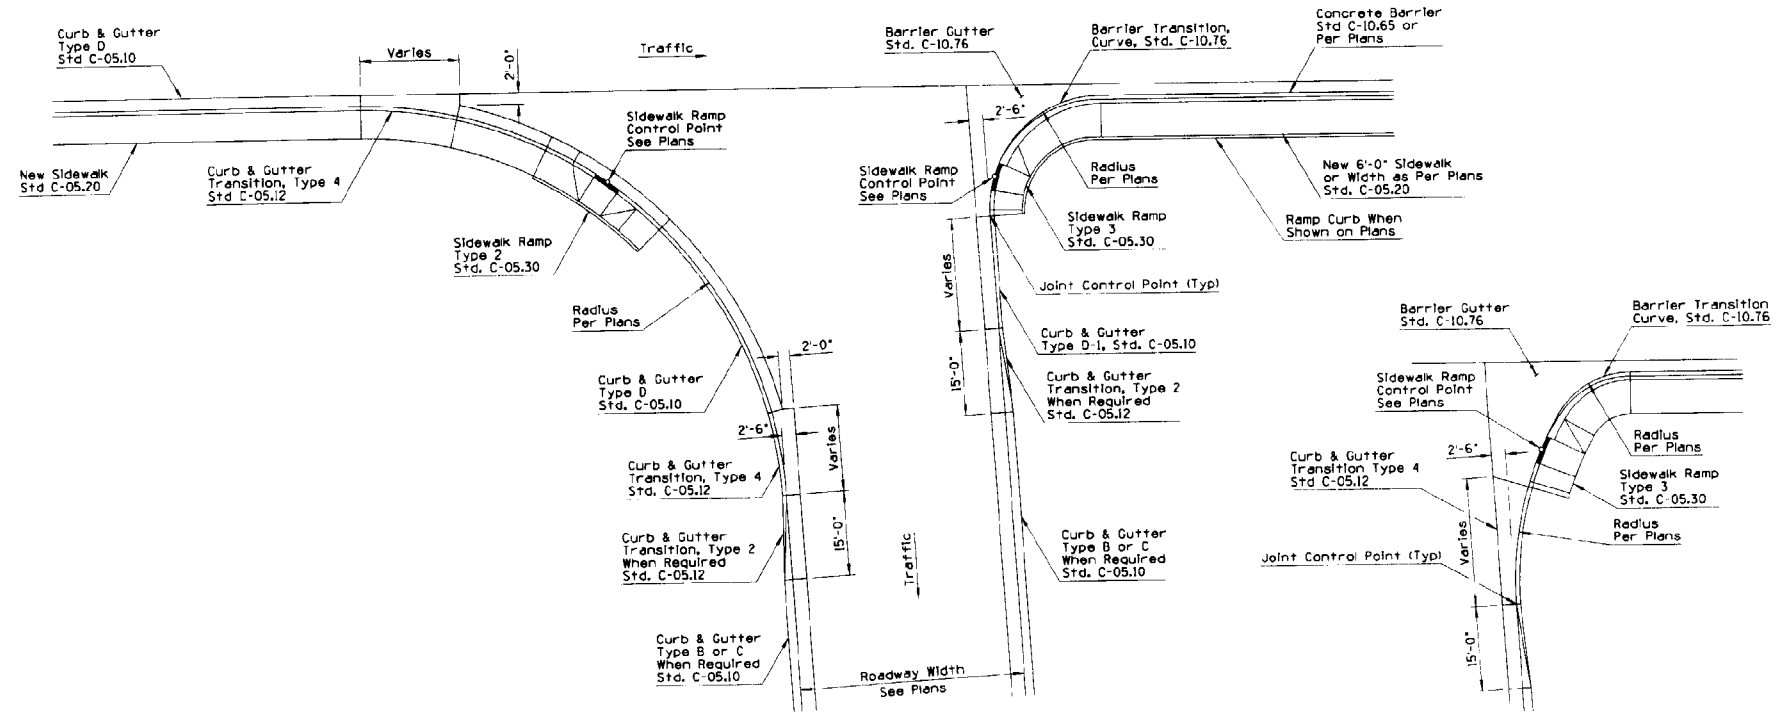 Curb & Gutter
Type D
Std C-05.10
Varies
2'-0"
Traffic
Barrier Gutter
Std. C-10.76
Barrier Transition,
Curve, Std. C-10.76
Concrete Barrier
Std C-10.65 or
Per Plans
Sidewalk Ramp
Control Point
See Plans
2'-6"
New Sidewalk
Std C-05.20
Curb & Gutter
Transition, Type 4
Std C-05.12
Sidewalk Ramp
Control Point
See Plans
Radius
Per Plans
New 6'-0" Sidewalk
or Width as Per Plans
Std. C-05.20
Sidewalk Ramp
Type 2
Std. C-05.30
Sidewalk Ramp
Type 3
Std. C-05.30
Ramp Curb When
Shown on Plans
Varies
Joint Control Point (Typ)
Radius
Per Plans
2'-0"
Curb & Gutter
Type D-1, Std. C-05.10
15'-0"
Barrier Gutter
Std. C-10.76
Barrier Transition
Curve, Std. C-10.76
Curb & Gutter
Type D
Std. C-05.10
Curb & Gutter
Transition, Type 2
When Required
Std. C-05.12
Sidewalk Ramp
Control Point
See Plans
2'-6"
Varies
Radius
Per Plans
2'-6"
Curb & Gutter
Transition, Type 4
Std. C-05.12
Curb & Gutter
Transition Type 4
Std C-05.12
Sidewalk Ramp
Type 3
Std. C-05.30
Curb & Gutter
Transition, Type 2
When Required
Std. C-05.12
15'-0"
Traffic
Curb & Gutter
Type B or C
When Required
Std. C-05.10
Varies
Radius
Per Plans
Joint Control Point (Typ)
Curb & Gutter
Type B or C
When Required
Std. C-05.10
Roadway Width
See Plans
15'-0"